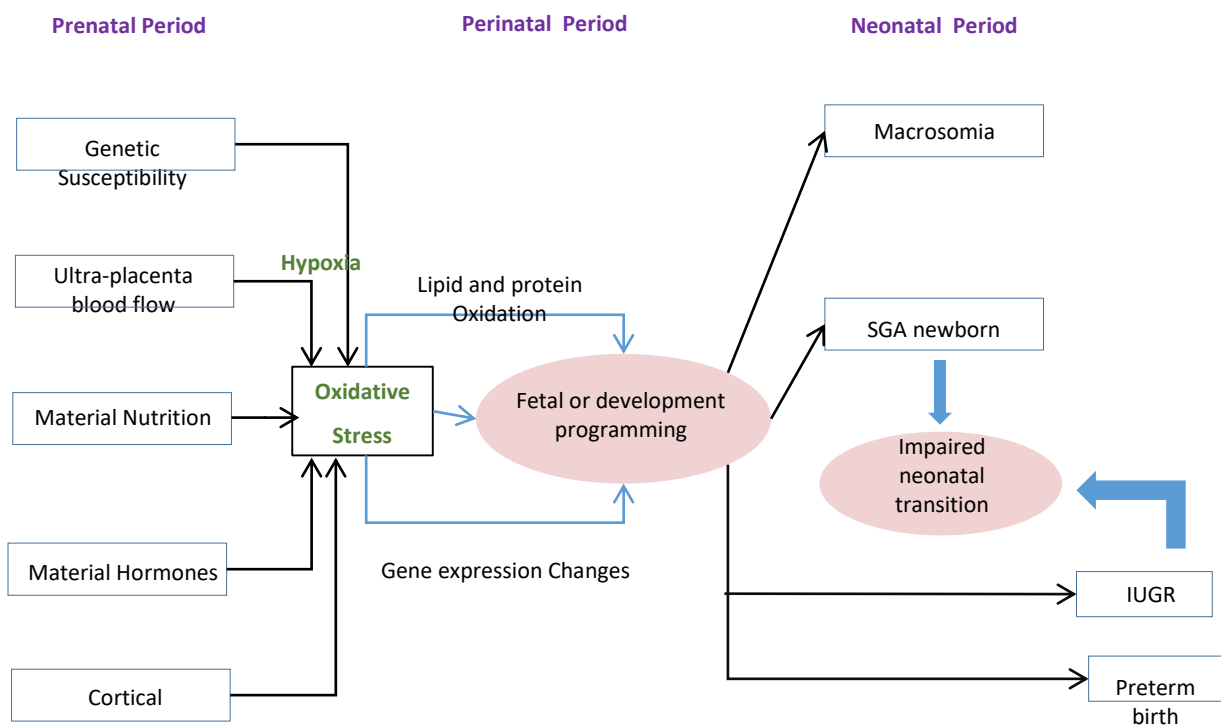 Prenatal Period
Perinatal Period
Neonatal Period
Genetic
Susceptibility
Macrosomia
Ultra-placenta
blood flow
Hypoxia
Lipid and protein
Oxidation
SGA newborn
Material Nutrition
Oxidative
Stress
Fetal or development
programming
Impaired
neonatal
transition
Material Hormones
Gene expression Changes
IUGR
Cortical
Preterm
birth